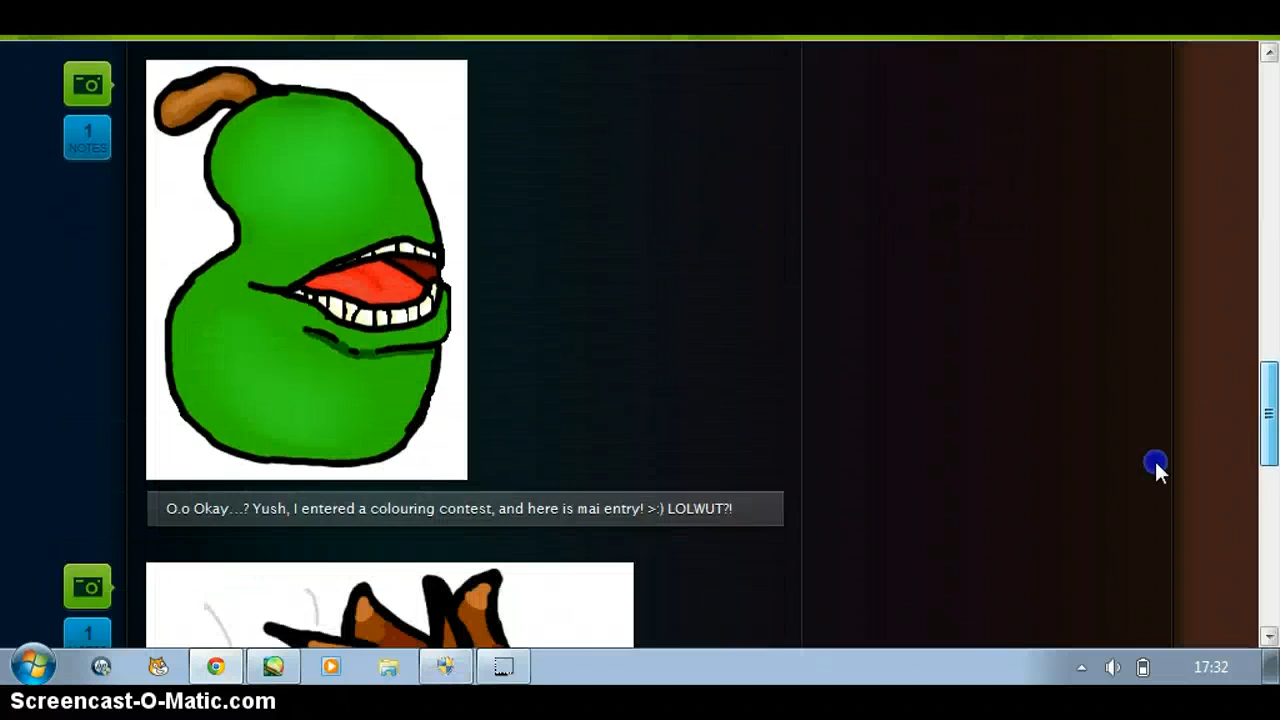 1
NOTES
O.o Okay...? Yush, I entered a colouring contest, and here is mai entry! >:) LOLWUT?!
1
17:32
Screencast-O-Matic.com